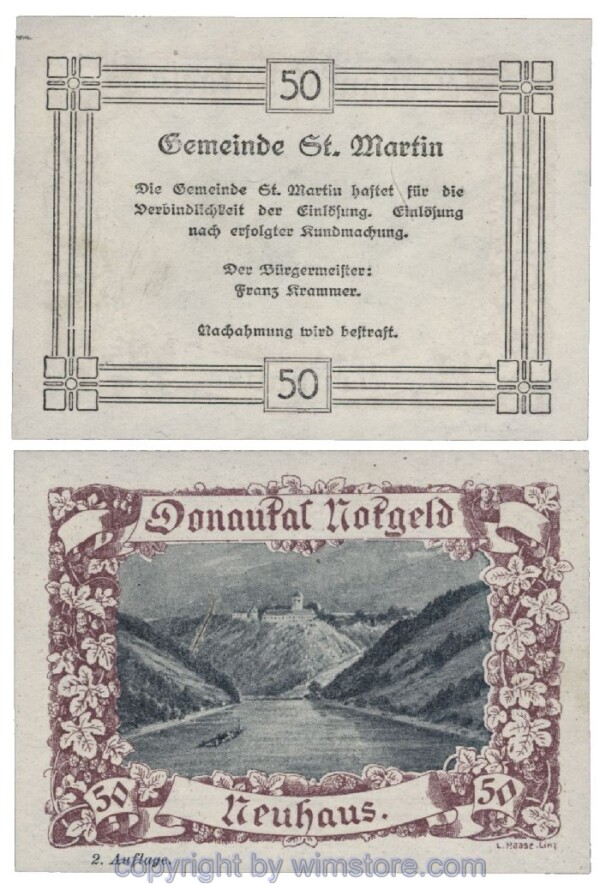 50
Gemeinde St. Martin
Die Gemeinde St. Martin haftet für die
Verbindlichkeit der Einlösung. Einlösung
nach erfolgter Kundmachung.
Der Bürgermeister:
Franz Krammer.
Nachahmung wird bestraft.
50
Donautal Notgeld
50
50
Neuhaus.
L. Haase-Linz
2. Auflage.
copyright by wimstore.com